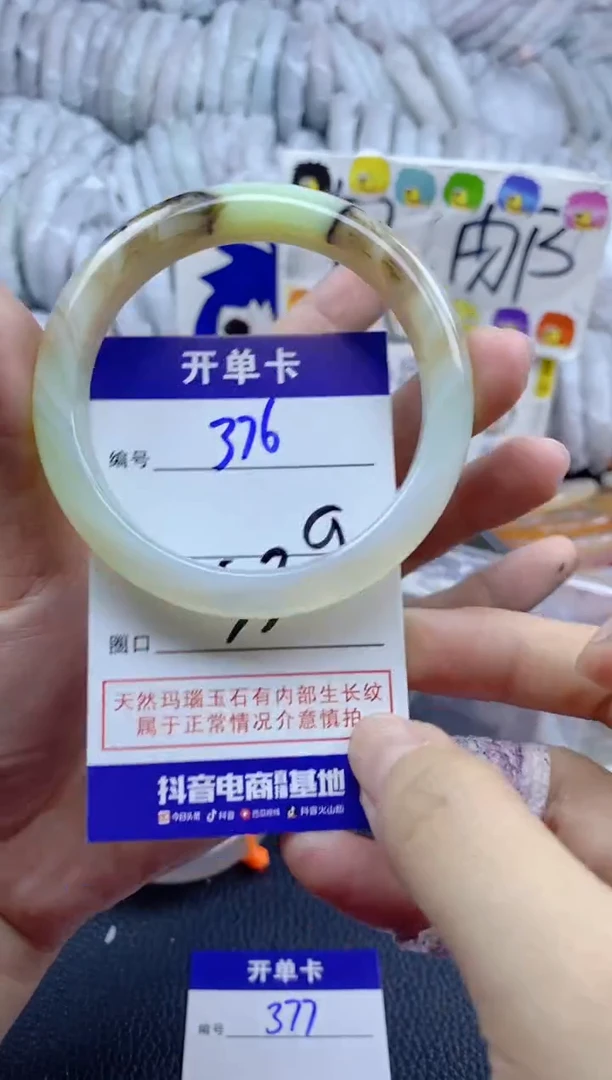 开单卡
编号 376
圈口
天然玛瑙玉石有内部生长纹
属于正常情况介意慎拍
抖音电商直播基地
今日头条 抖音 西瓜视频 抖音火山版
开单卡
编号 377